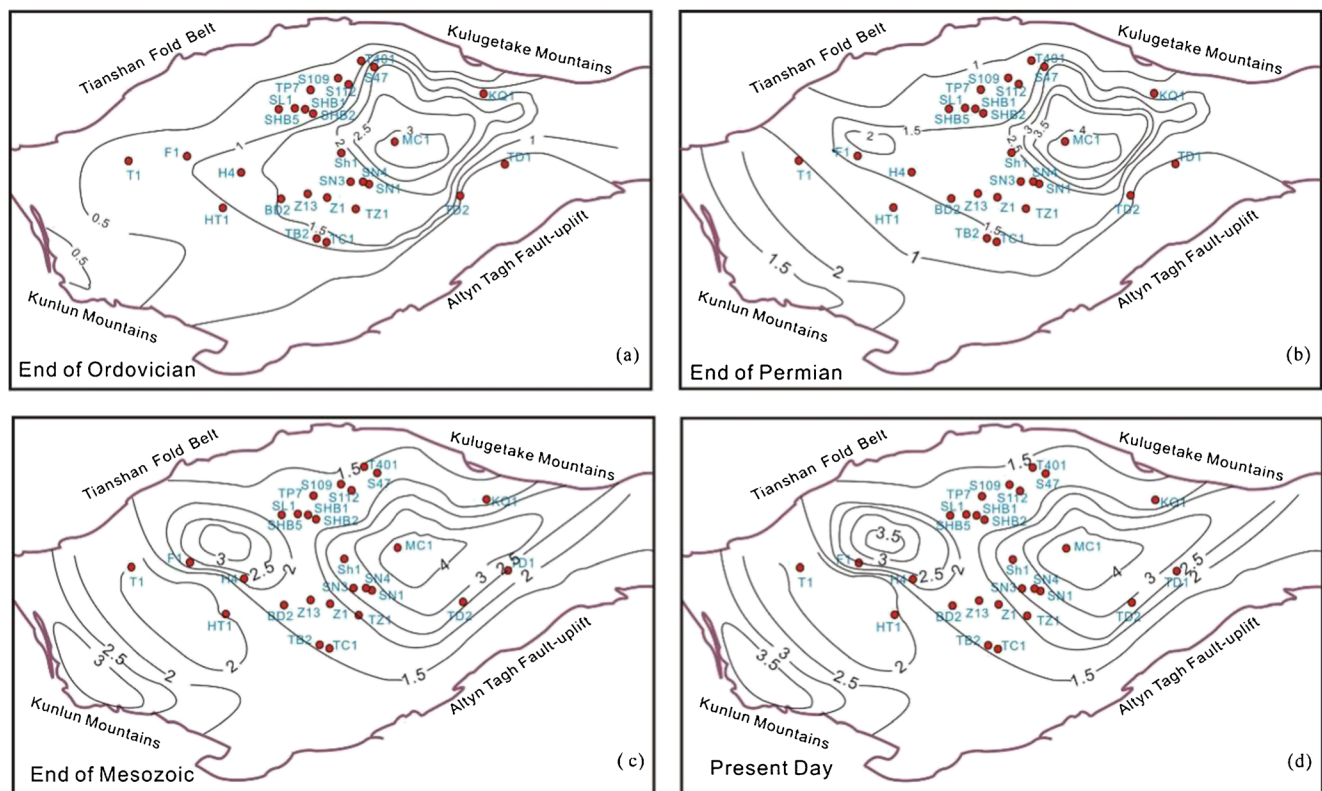 Tianshan Fold Belt
Kulugetake Mountains
T401
S109
S47
TP7
S112
SL1
SHB1
SHB5
SHB2
KQ1
2.5
3
MC1
2
1
1
F1
Sh1
TD1
T1
H4
SN4
SN3
SN1
BD2
Z13
Z1
TD2
HT1
TZ1
0.5
1.5
TB2
TC1
0.5
Altyn Tagh Fault-uplift
Kunlun Mountains
(a)
End of Ordovician
Tianshan Fold Belt
Kulugetake Mountains
1
T401
S109
S47
TP7
S112
SL1
SHB1
SHB5
SHB2
KQ1
1.5
2
3
3.5
4
MC1
2.5
F1
Sh1
TD1
T1
H4
SN4
SN3
SN1
BD2
Z13
Z1
TD2
HT1
TZ1
TB2
1.5
TC1
1
2
1.5
Altyn Tagh Fault-uplift
Kunlun Mountains
(b)
End of Permian
Tianshan Fold Belt
Kulugetake Mountains
1.5
T401
S109
S47
TP7
S112
SL1
SHB1
SHB5
SHB2
KQ1
MC1
F1
3
2.5
2
Sh1
4
3
2.5
2
TD1
T1
H4
SN4
SN3
SN1
BD2
Z13
Z1
TD2
HT1
TZ1
TB2
TC1
2.5
3
2
2
2.5
1.5
Altyn Tagh Fault-uplift
Kunlun Mountains
(c)
End of Mesozoic
Tianshan Fold Belt
Kulugetake Mountains
1.5
T401
S109
S47
TP7
S112
SL1
SHB1
SHB5
SHB2
KQ1
3.5
MC1
F1
3
2.5
2
Sh1
4
3
2.5
2
TD1
T1
H4
SN4
SN3
SN1
BD2
Z13
Z1
TD2
HT1
TZ1
TB2
TC1
3
3.5
2
2
2.5
1.5
Altyn Tagh Fault-uplift
Kunlun Mountains
(d)
Present Day